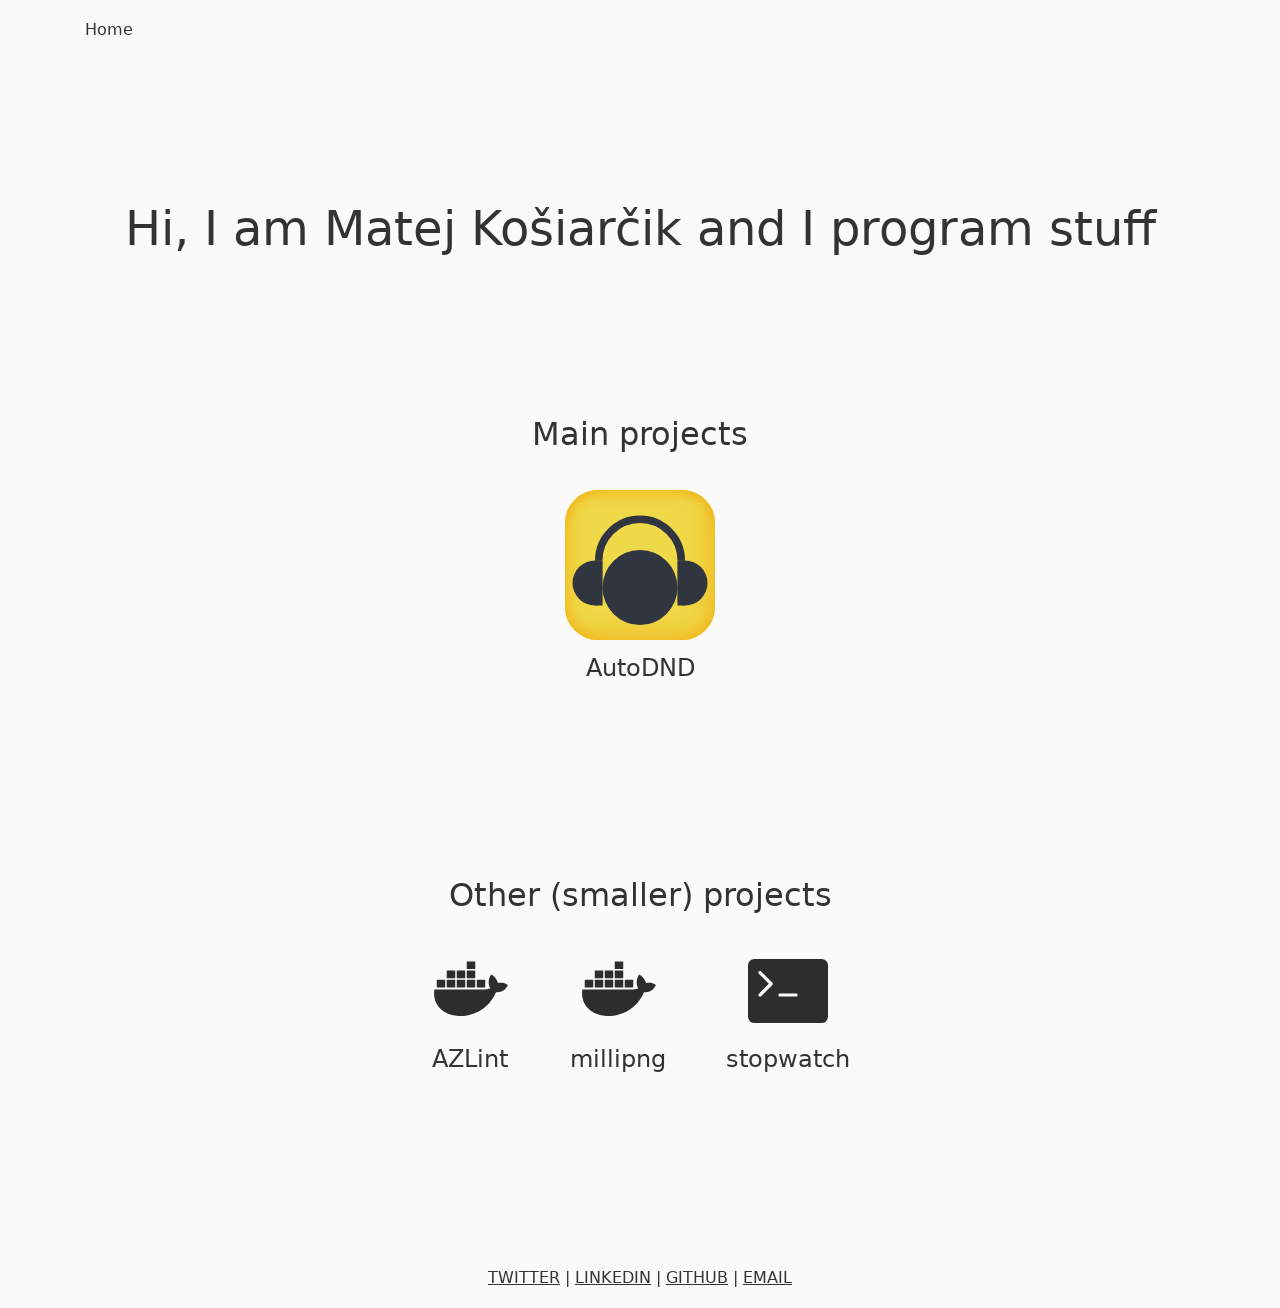 Home
Hi, I am Matej Košiarčik and I program stuff
Main projects
AutoDND
Other (smaller) projects
AZLint
millipng
stopwatch
TWITTER | LINKEDIN | GITHUB | EMAIL